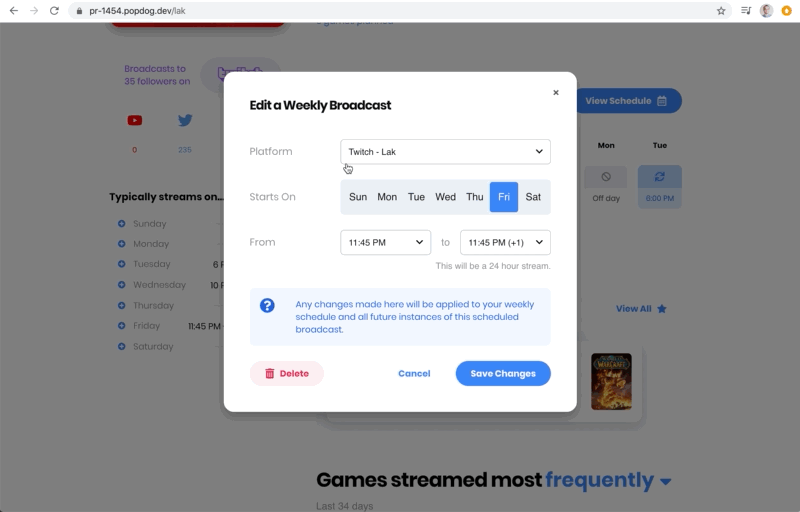 pr-1454.popdog.dev/lak
Broadcasts to
35 followers on
0
235
Typically streams on...
Sunday
Monday
Tuesday
Wednesday
Thursday
Friday 11:45 PM
Saturday
Edit a Weekly Broadcast
×
Platform
Twitch - Lak
Starts On
Sun Mon Tue Wed Thu Fri Sat
From
11:45 PM to 11:45 PM (+1)
This will be a 24 hour stream.
?
Any changes made here will be applied to your weekly
schedule and all future instances of this scheduled
broadcast.
Delete Cancel Save Changes
View Schedule
Mon Tue
Off day 6:00 PM
View All
WARCRAFT
Games streamed most frequently
Last 34 days